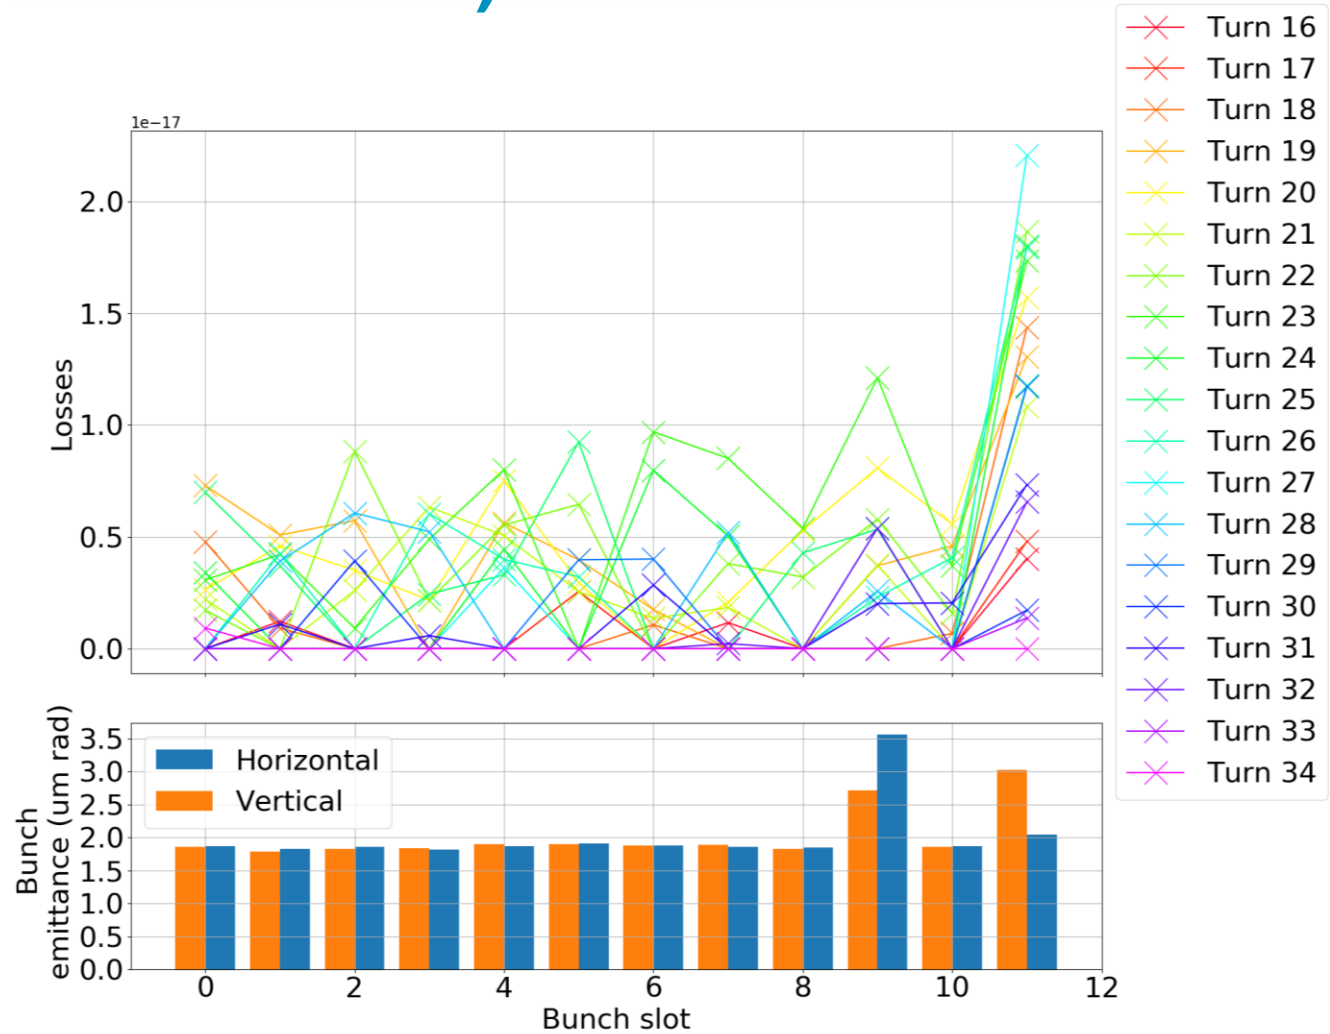 1e−17
2.0
1.5
1.0
0.5
0.0
Losses
Turn 16
Turn 17
Turn 18
Turn 19
Turn 20
Turn 21
Turn 22
Turn 23
Turn 24
Turn 25
Turn 26
Turn 27
Turn 28
Turn 29
Turn 30
Turn 31
Turn 32
Turn 33
Turn 34
3.5
3.0
2.5
2.0
1.5
1.0
0.5
0.0
Bunch
emittance (um rad)
Horizontal
Vertical
0 2 4 6 8 10 12
Bunch slot